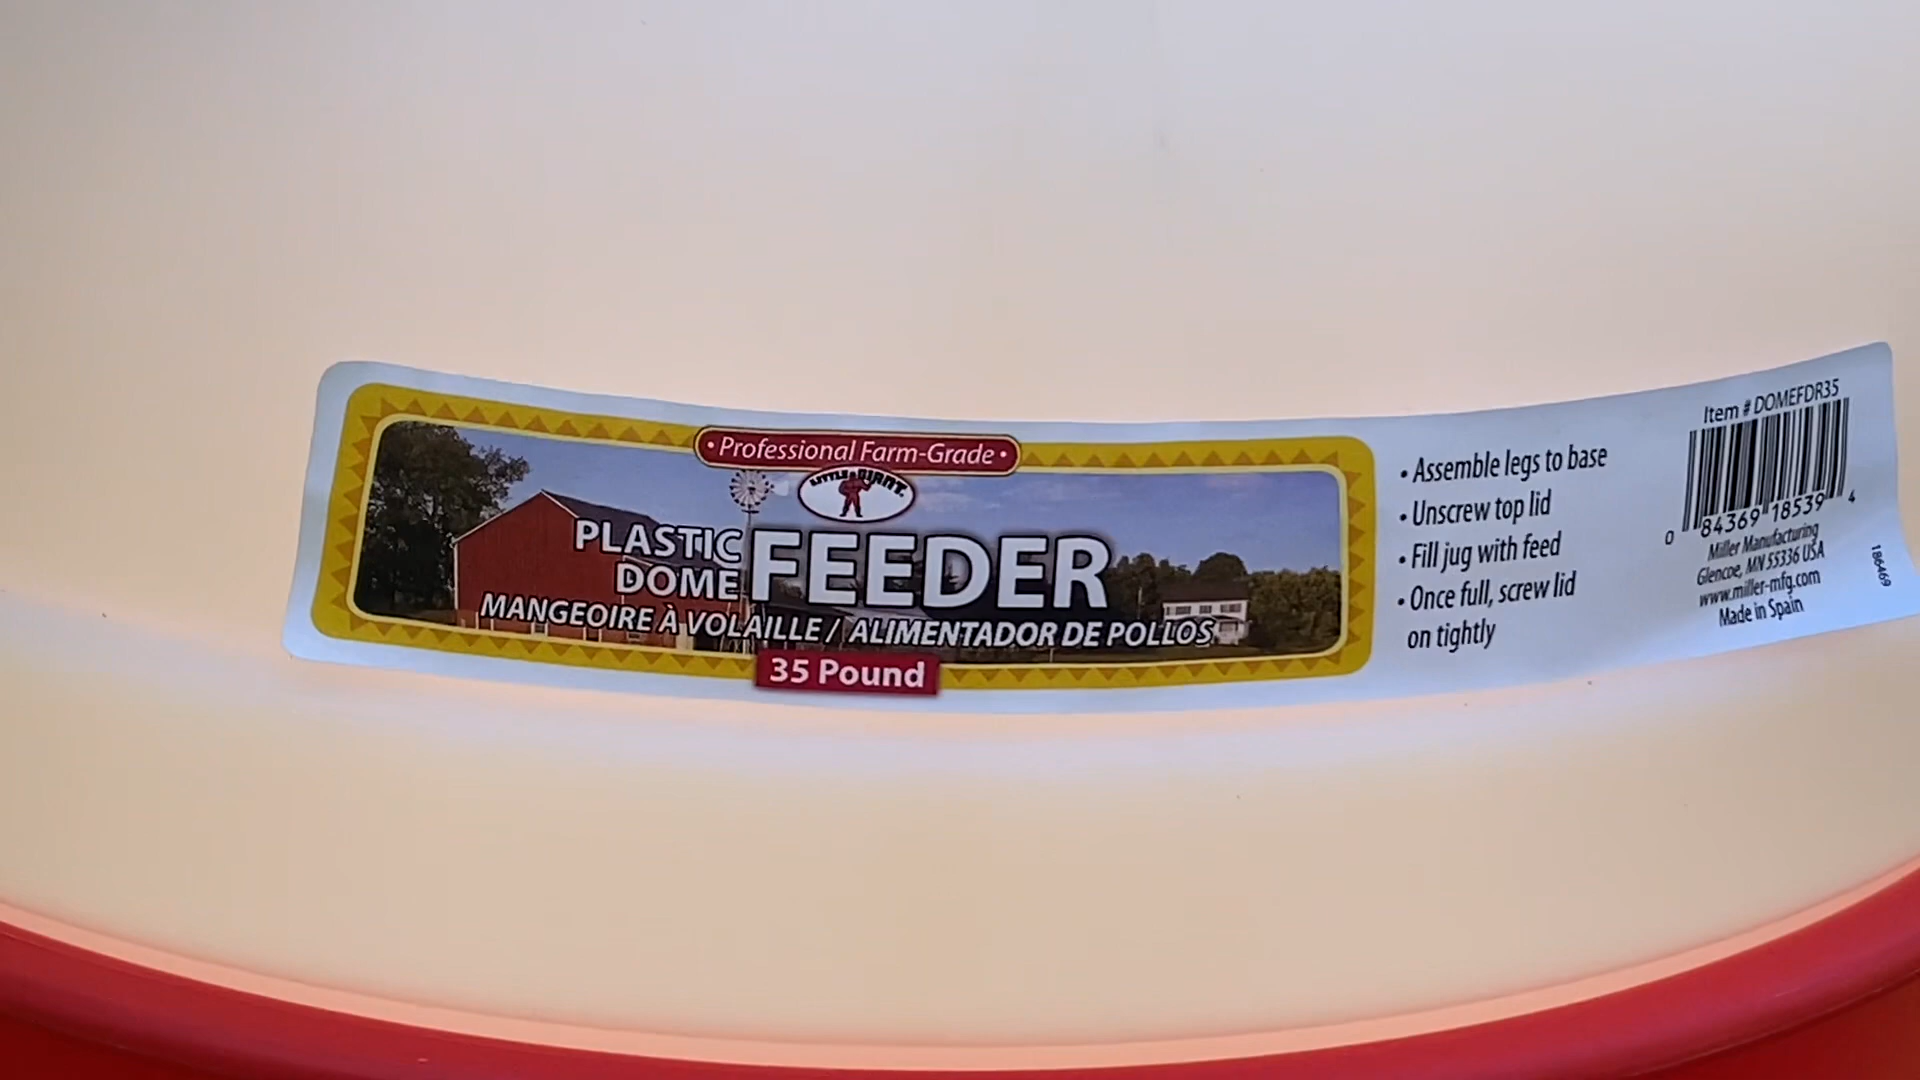 • Professional Farm-Grade •
LITTLE GIANT.
PLASTIC
DOME
FEEDER
MANGEOIRE À VOLAILLE / ALIMENTADOR DE POLLOS
35 Pound
• Assemble legs to base
• Unscrew top lid
• Fill jug with feed
• Once full, screw lid
on tightly
Item # DOMEFDR35
0 84369 18539 4
Miller Manufacturing
Glencoe, MN 55336 USA
www.miller-mfg.com
Made in Spain
186469